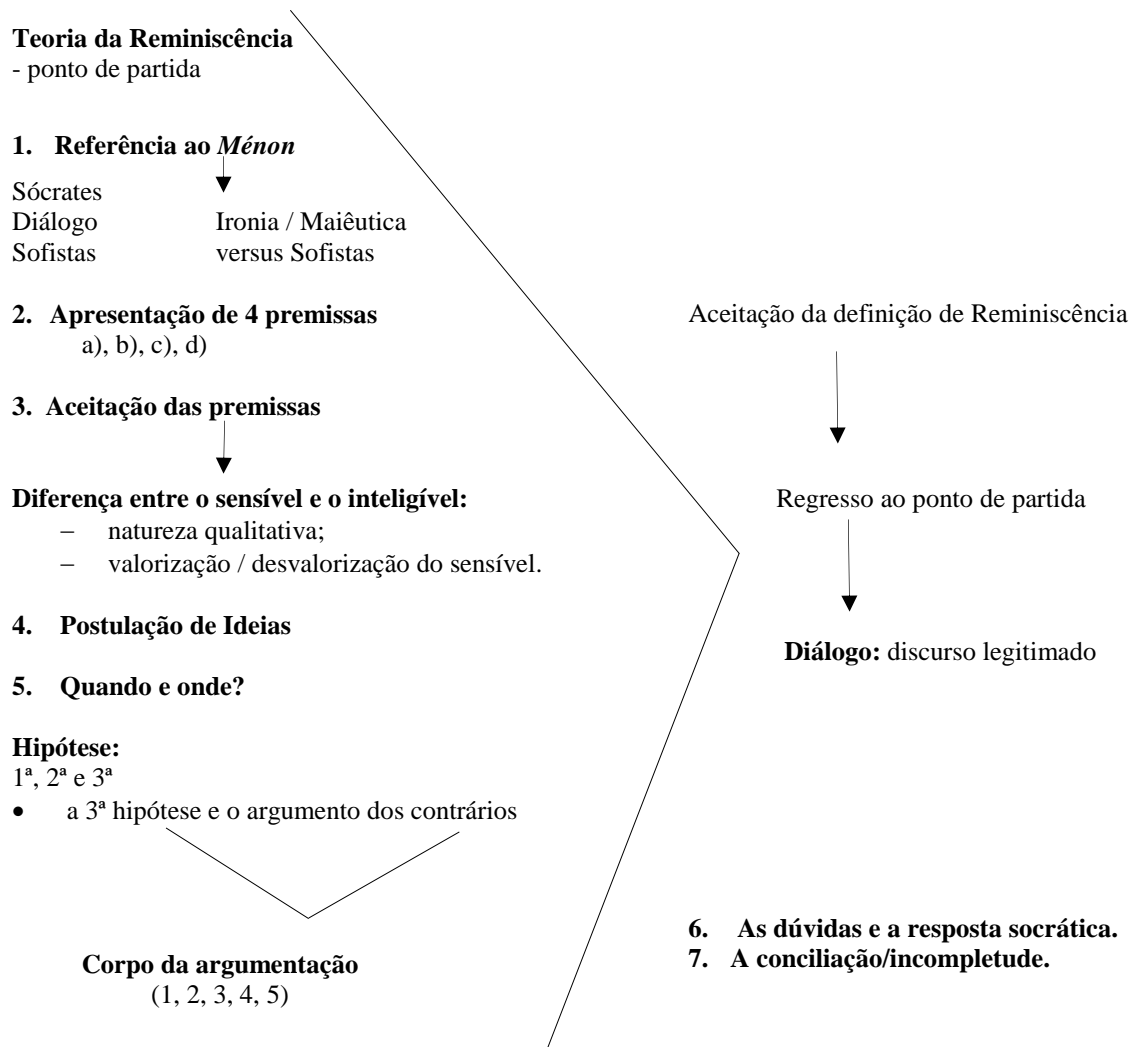 Teoria da Reminiscência
- ponto de partida
1. Referência ao Ménon
Sócrates
Diálogo Ironia / Maiêutica
Sofistas versus Sofistas
2. Apresentação de 4 premissas
a), b), c), d)
3. Aceitação das premissas
Diferença entre o sensível e o inteligível:
– natureza qualitativa;
– valorização / desvalorização do sensível.
4. Postulação de Ideias
5. Quando e onde?
Hipótese:
1ª, 2ª e 3ª
• a 3ª hipótese e o argumento dos contrários
Corpo da argumentação
(1, 2, 3, 4, 5)
Aceitação da definição de Reminiscência
Regresso ao ponto de partida
Diálogo: discurso legitimado
6. As dúvidas e a resposta socrática.
7. A conciliação/incompletude.